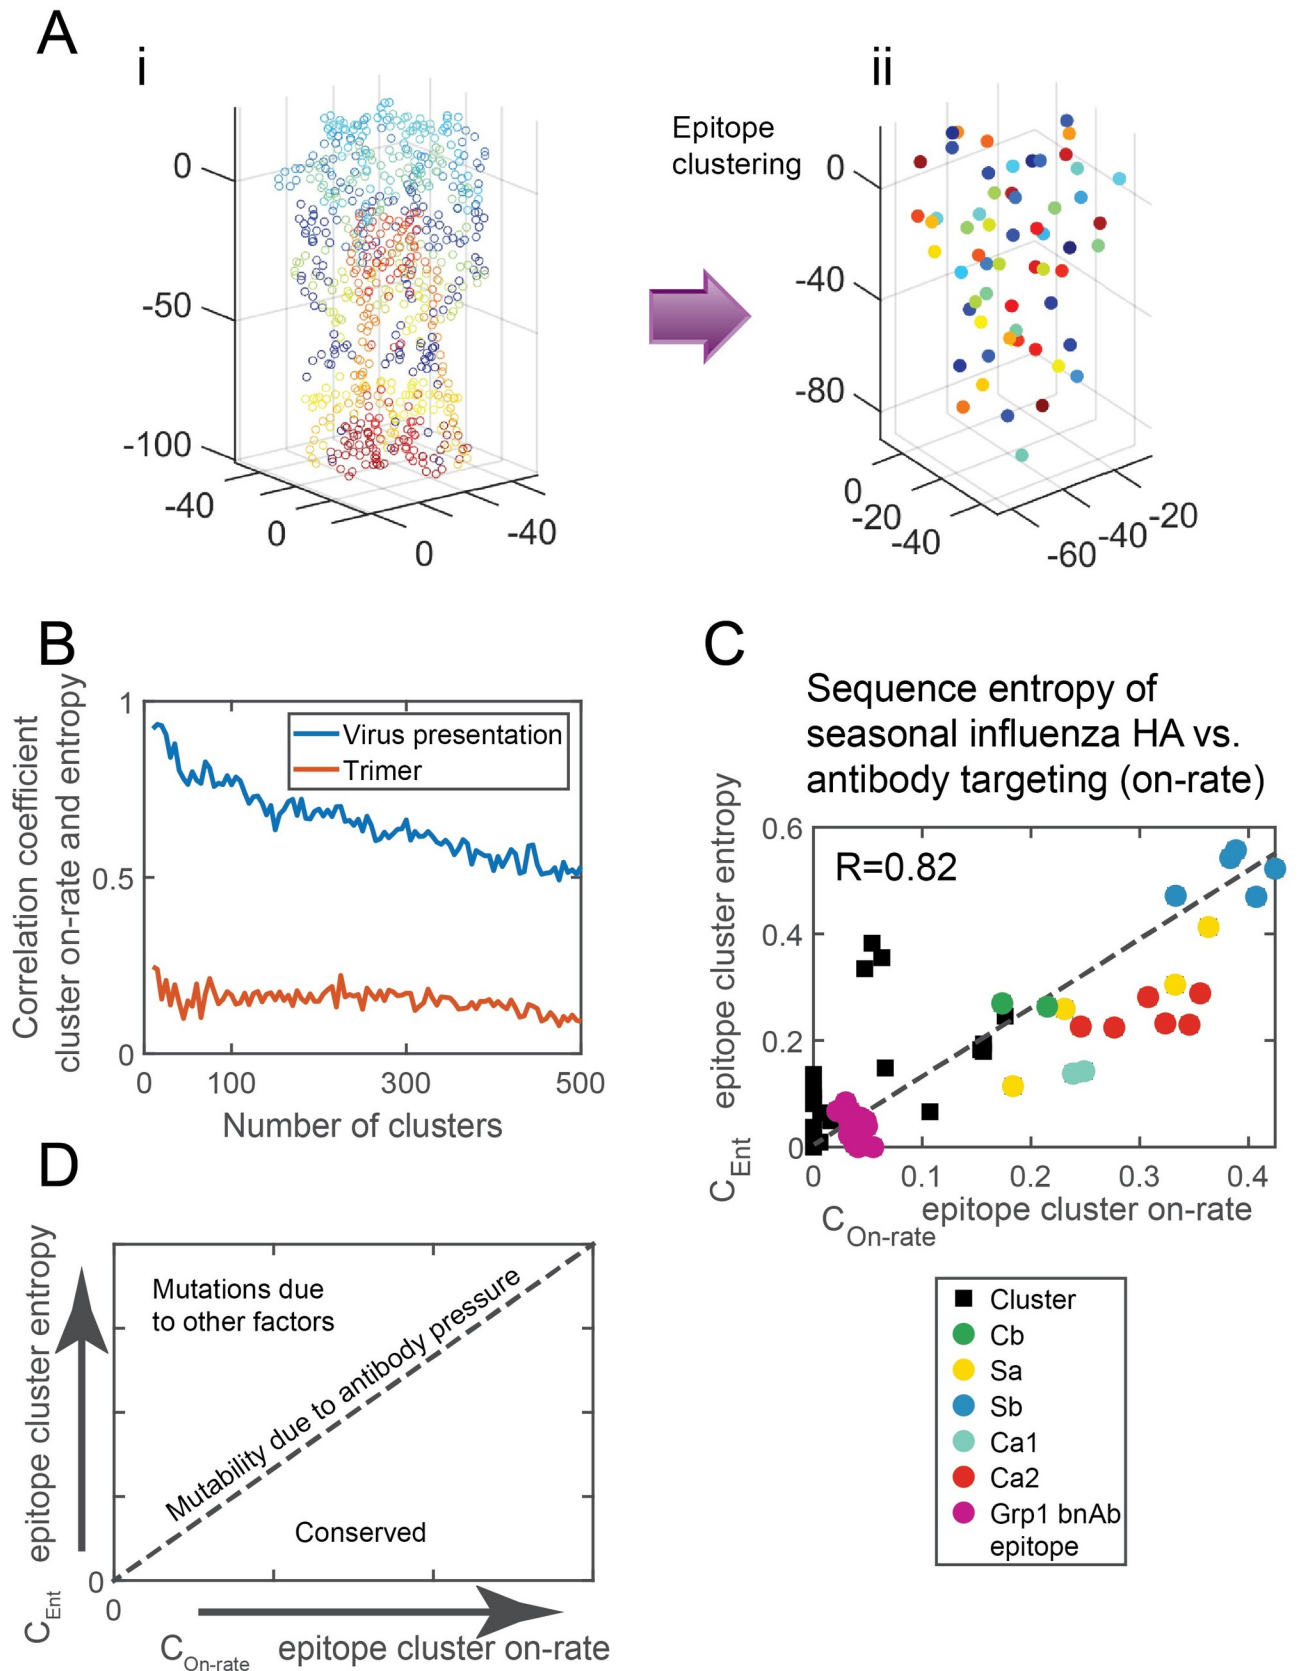 A
i
0
-50
-100
-40
0
0
-40
Epitope
clustering
ii
0
-40
-80
0
-20
-40
-60
-40
-20
B
Correlation coefficient
cluster on-rate and entropy
1
0.5
0
Virus presentation
Trimer
0
100
300
500
Number of clusters
C
Sequence entropy of
seasonal influenza HA vs.
antibody targeting (on-rate)
C_Ent epitope cluster entropy
0.6
0.4
0.2
0
R=0.82
0
0.1
0.2
0.3
0.4
C_On-rate epitope cluster on-rate
Cluster
Cb
Sa
Sb
Ca1
Ca2
Grp1 bnAb
epitope
D
C_Ent epitope cluster entropy
Mutations due
to other factors
Mutability due to antibody pressure
Conserved
0
0
C_On-rate epitope cluster on-rate